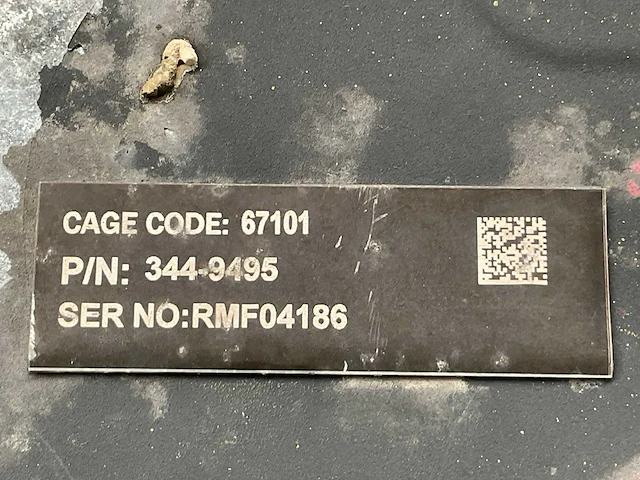 CAGE CODE: 67101
P/N: 344-9495
SER NO:RMF04186